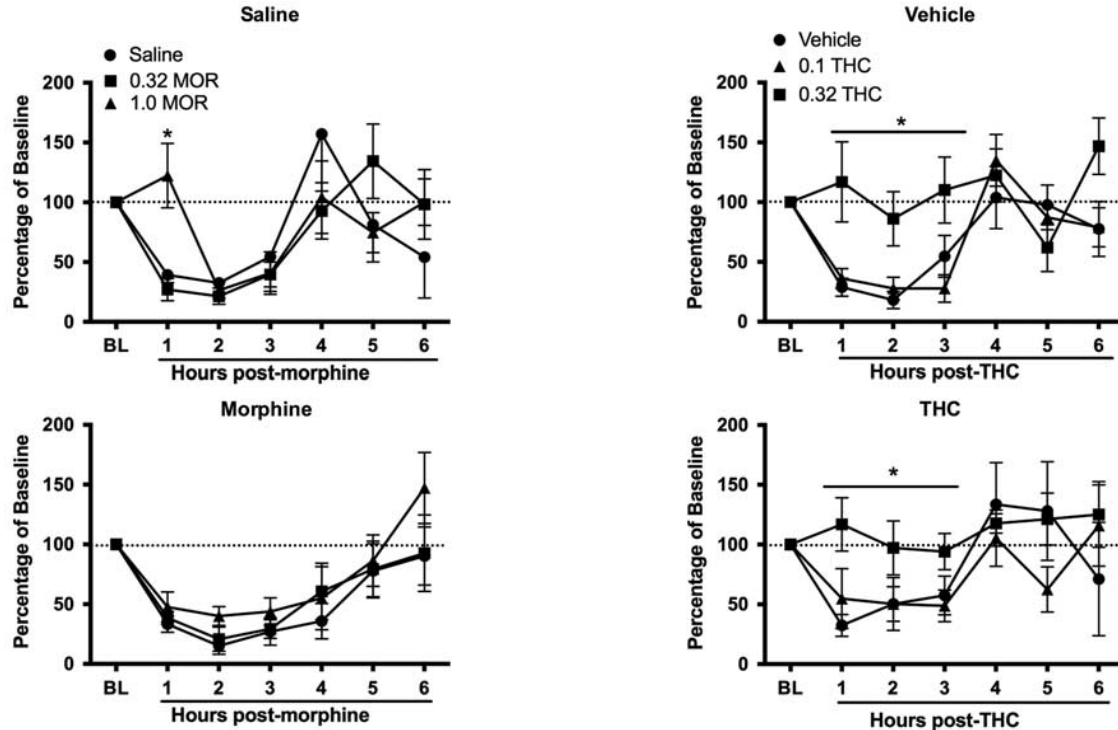 Saline
Saline
0.32 MOR
1.0 MOR
*
Percentage of Baseline
200
150
100
50
0
BL 1 2 3 4 5 6
Hours post-morphine
Vehicle
Vehicle
0.1 THC
0.32 THC
*
Percentage of Baseline
200
150
100
50
0
BL 1 2 3 4 5 6
Hours post-THC
Morphine
Percentage of Baseline
200
150
100
50
0
BL 1 2 3 4 5 6
Hours post-morphine
THC
*
Percentage of Baseline
200
150
100
50
0
BL 1 2 3 4 5 6
Hours post-THC